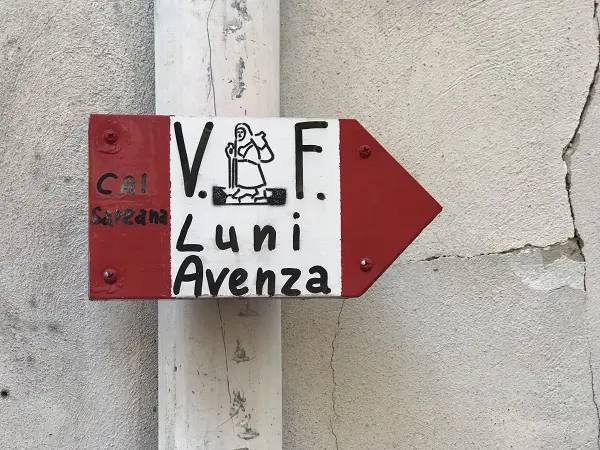 CAI
Sarzana
V. F.
Luni
Avenza